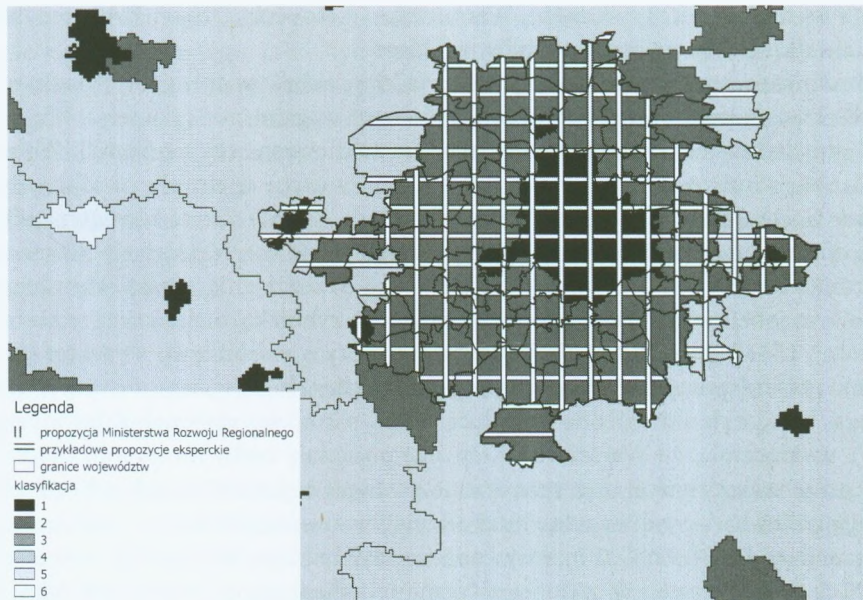 Legenda
|| propozycja Ministerstwa Rozwoju Regionalnego
przykładowe propozycje eksperckie
granice województw
klasyfikacja
1
2
3
4
5
6